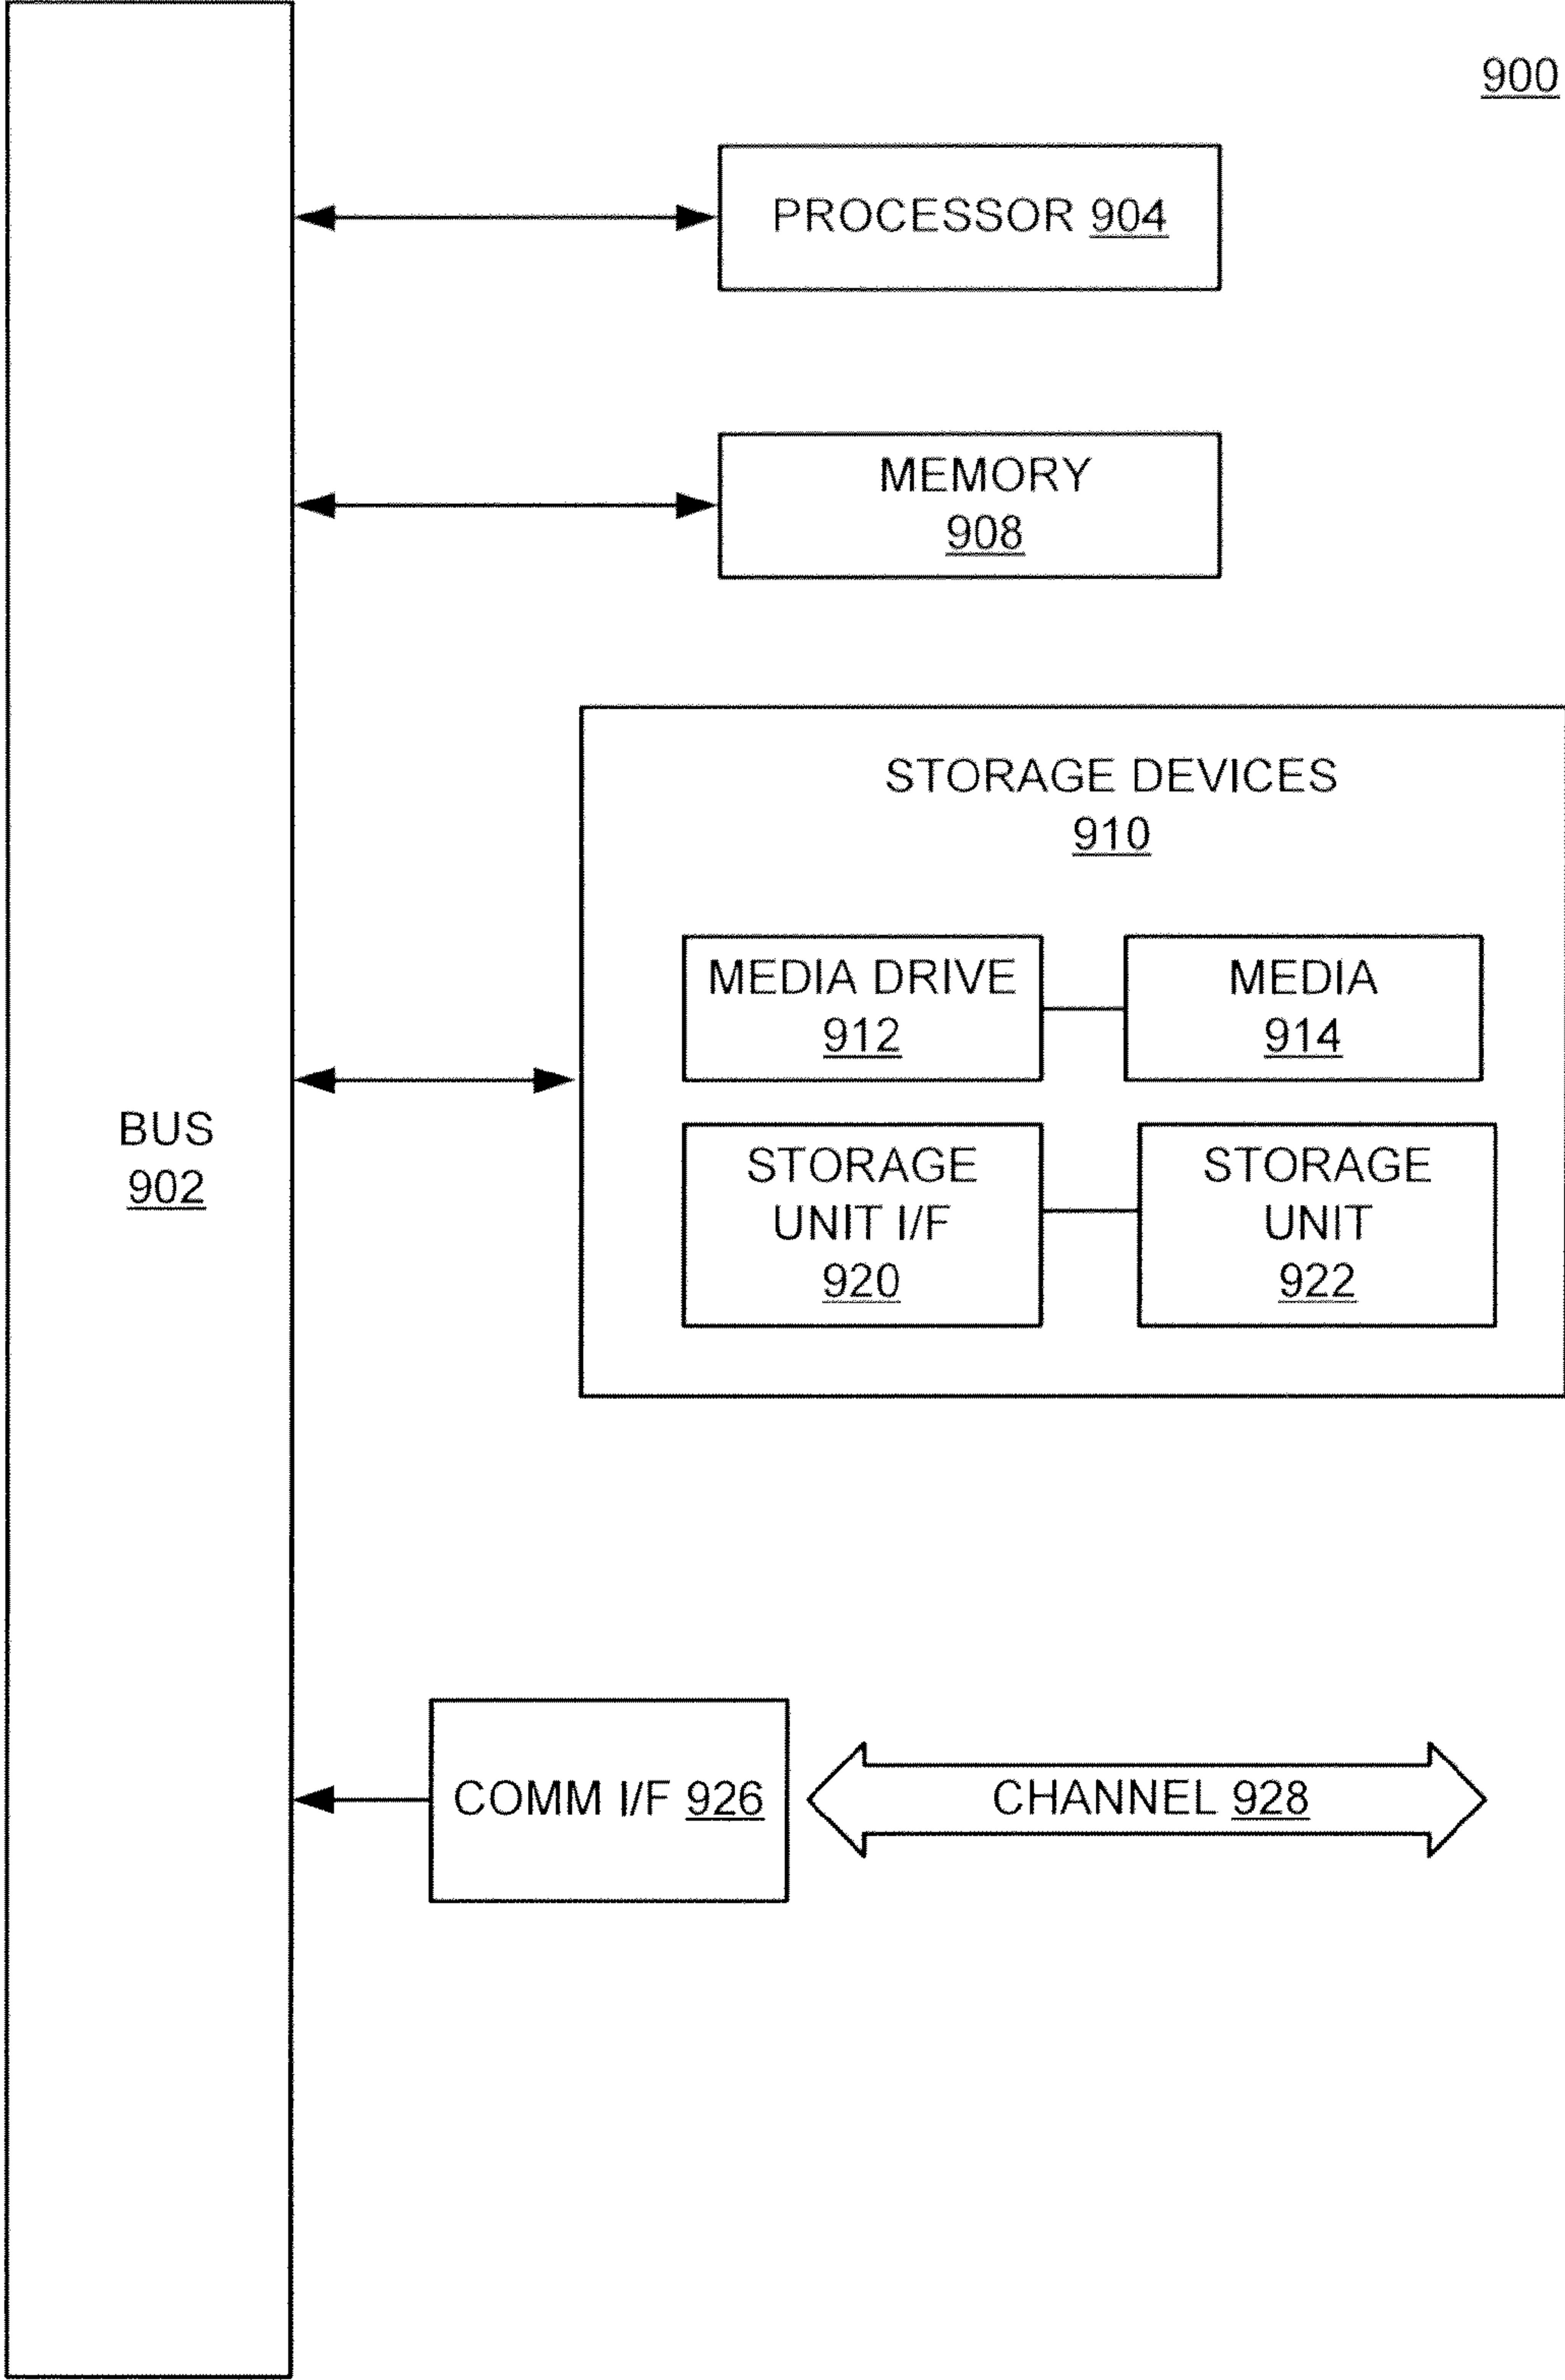 900
PROCESSOR 904
MEMORY
908
STORAGE DEVICES
910
MEDIA DRIVE
912
MEDIA
914
BUS
902
STORAGE
UNIT I/F
920
STORAGE
UNIT
922
COMM I/F 926
CHANNEL 928